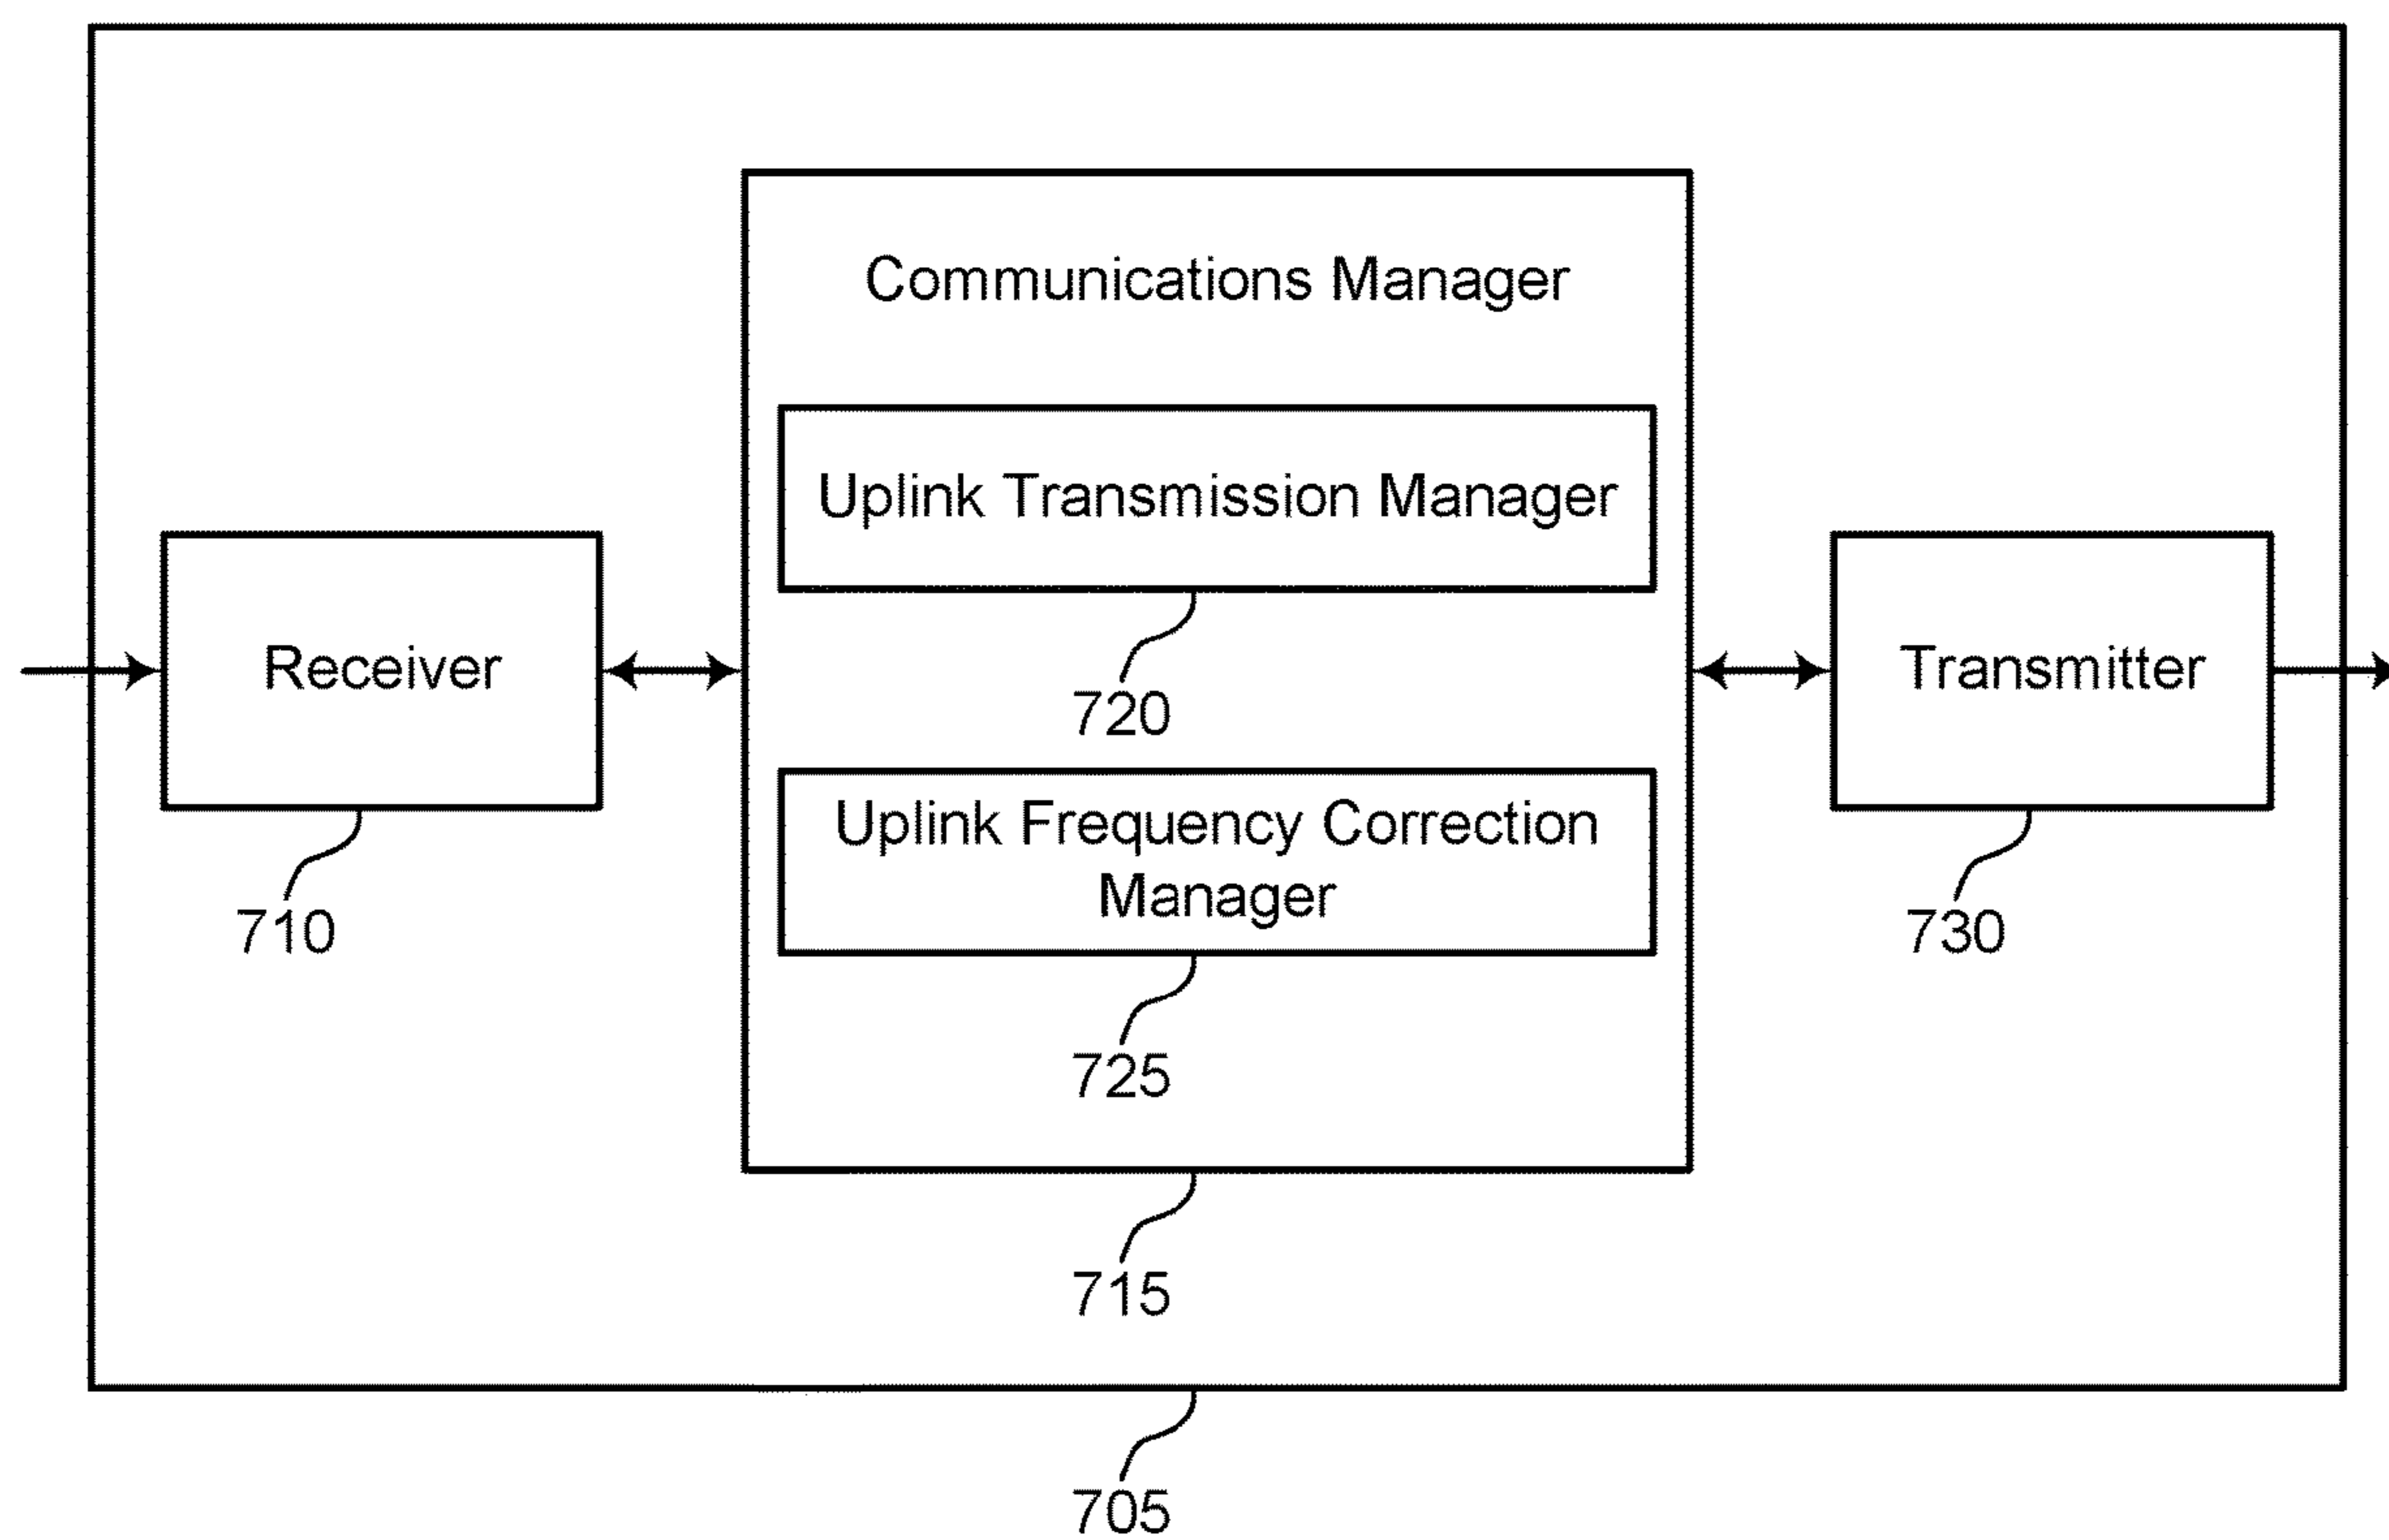 Communications Manager
Uplink Transmission Manager
720
Receiver
710
Transmitter
730
Uplink Frequency Correction
Manager
725
715
705